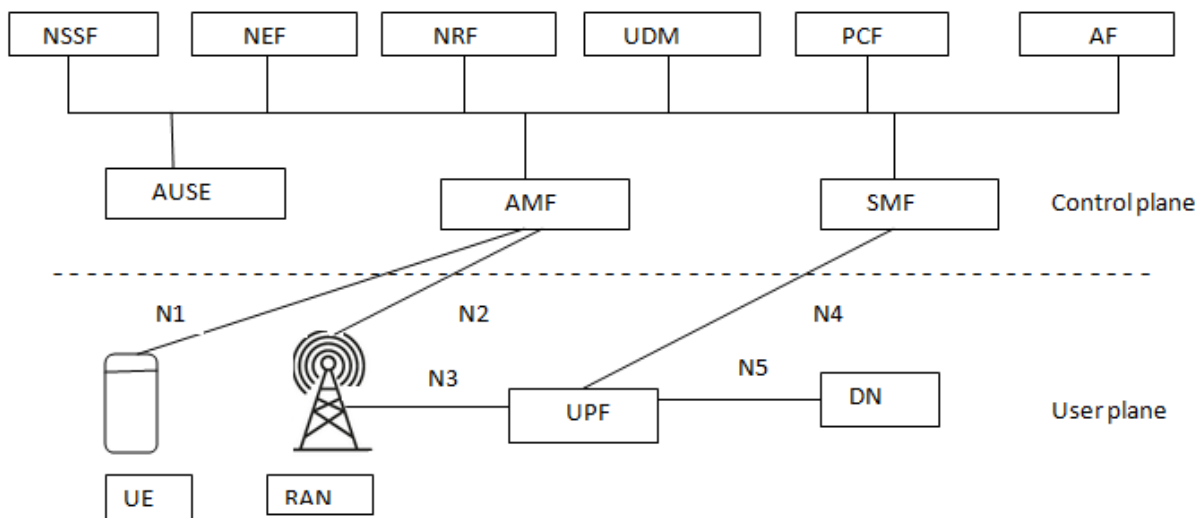 NSSF
NEF
NRF
UDM
PCF
AF
AUSE
AMF
SMF
Control plane
N1
N2
N4
N3
N5
UPF
DN
User plane
UE
RAN